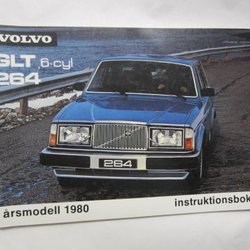 VOLVO
GLT 6-cyl
264
264
årsmodell 1980
instruktionsbok